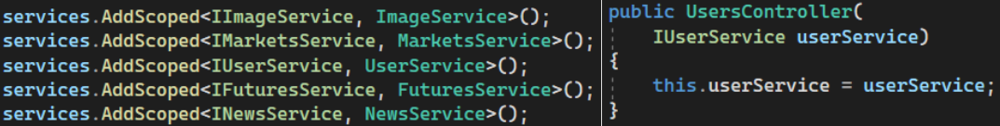 services.AddScoped<IImageService, ImageService>();
services.AddScoped<IMarketsService, MarketsService>();
services.AddScoped<IUserService, UserService>();
services.AddScoped<IFuturesService, FuturesService>();
services.AddScoped<INewsService, NewsService>();
public UsersController(
    IUserService userService)
{
    this.userService = userService;
}